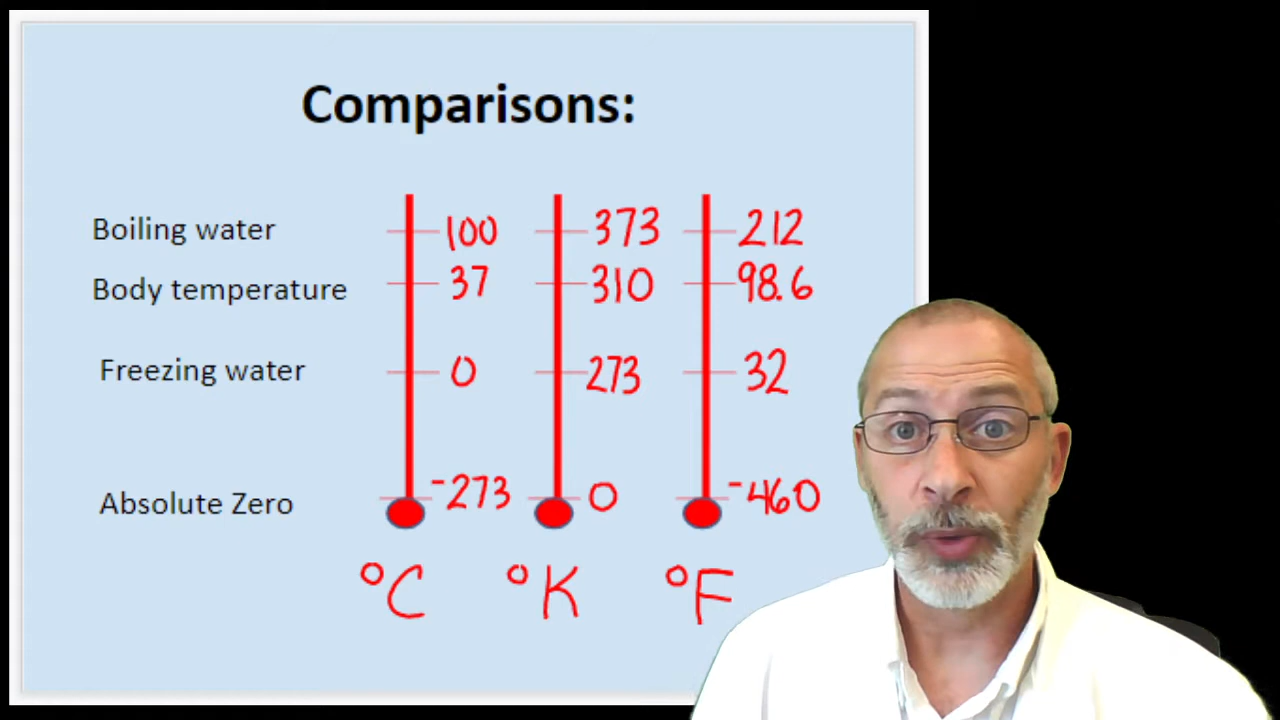 Comparisons:
Boiling water 100 373 212
Body temperature 37 310 98.6
Freezing water 0 273 32
Absolute Zero -273 0 -460
°C °K °F